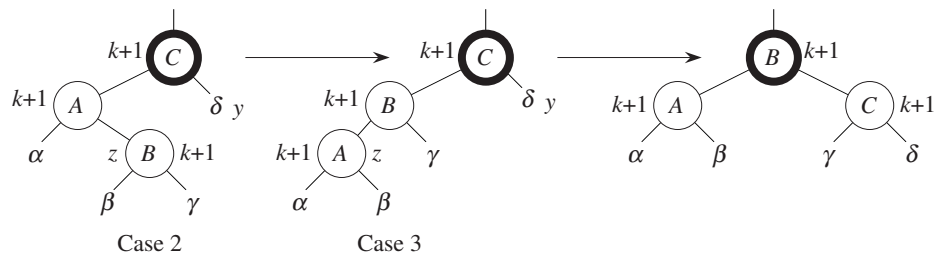 k+1 C k+1 C B k+1
k+1 A δ y k+1 B δ y k+1 A C k+1
α z B k+1 k+1 A z γ α β γ δ
β γ α β
Case 2 Case 3